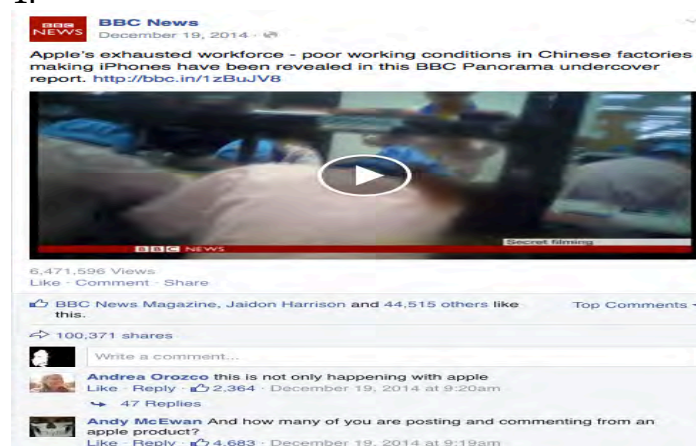 1.
BBC NEWS
BBC News
December 19, 2014 ·
Apple's exhausted workforce - poor working conditions in Chinese factories
making iPhones have been revealed in this BBC Panorama undercover
report. http://bbc.in/1zBuJV8
BBC NEWS
Secret filming
6,471,596 Views
Like · Comment · Share
BBC News Magazine, Jaidon Harrison and 44,515 others like
this.
Top Comments
100,371 shares
Write a comment...
Andrea Orozco this is not only happening with apple
Like · Reply · 2,364 · December 19, 2014 at 9:20am
47 Replies
Andy McEwan And how many of you are posting and commenting from an
apple product?
Like · Reply · 4,683 · December 19, 2014 at 9:19am